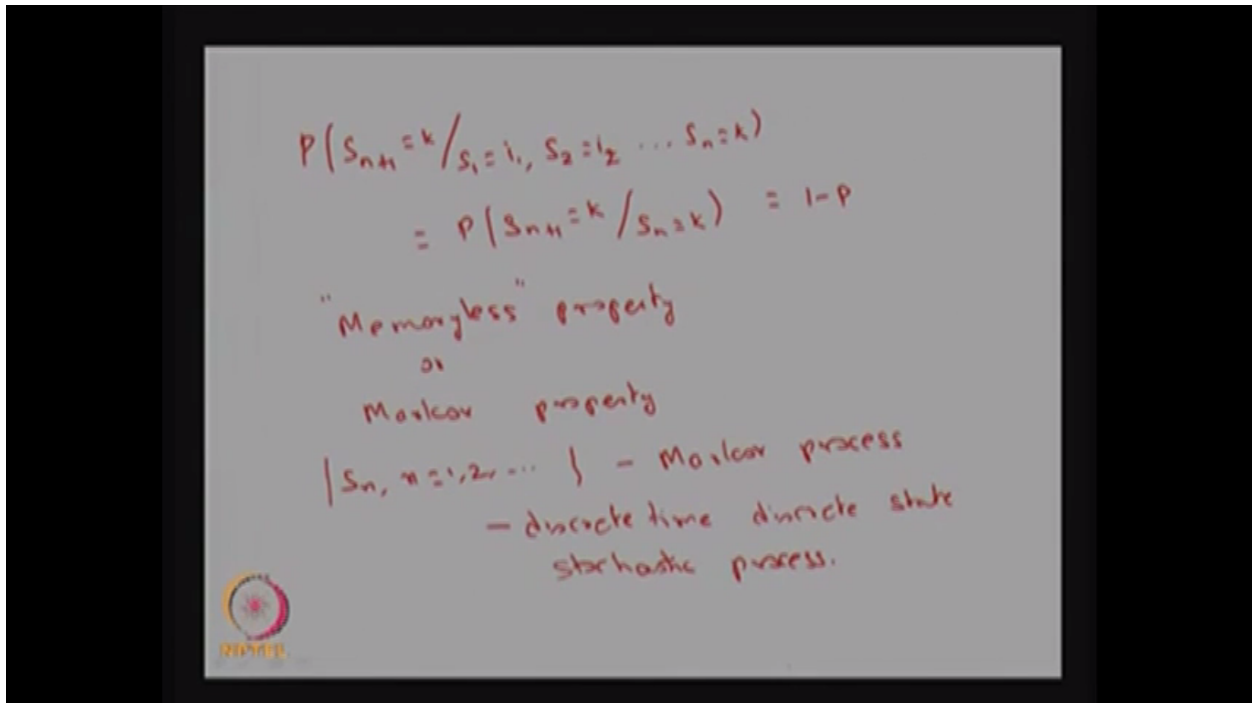 P(Sn+1 = k / S1 = i1, S2 = i2 ... Sn = k)
= P(Sn+1 = k / Sn = k) = 1-P
"Memoryless" property
or
Markov property
{Sn, n = 1, 2, ... } - Markov process
- discrete time discrete state
stochastic process.
NPTEL